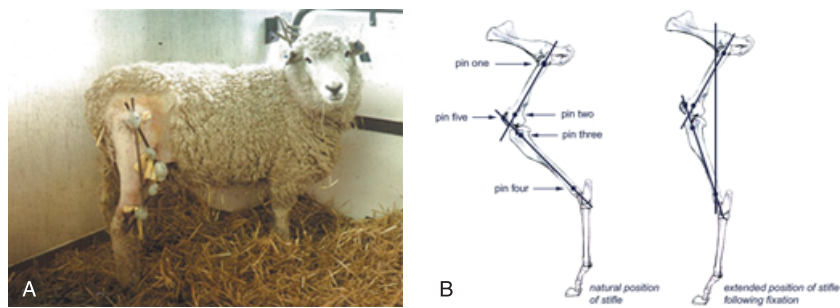 A
B
pin one
pin two
pin five
pin three
pin four
natural position
of stifle
extended position of stifle
following fixation